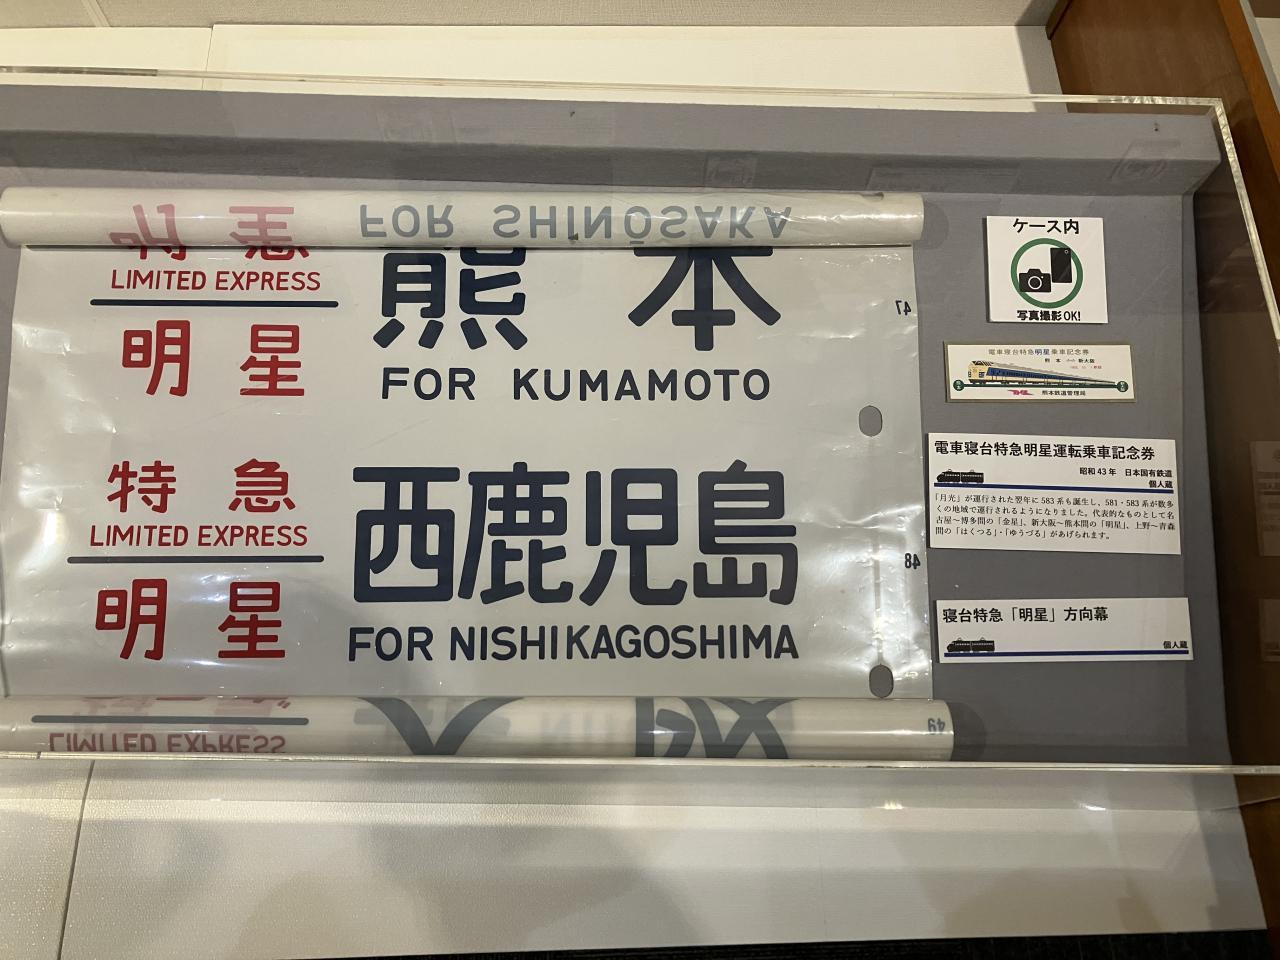 FOR SHIN-ŌSAKA
LIMITED EXPRESS
明星
熊本
FOR KUMAMOTO
47
特急
LIMITED EXPRESS
明星
西鹿児島
FOR NISHIKAGOSHIMA
48
LIMITED EXPRESS
49
ケース内
写真撮影OK!
電車寝台特急明星乗車記念券
熊本 新大阪
熊本鉄道管理局
電車寝台特急明星運転乗車記念券
昭和43年 日本国有鉄道
個人蔵
「月光」が運行された翌年に583系も誕生し、581・583系が数多
くの地域で運行されるようになりました。代表的なものとして名
古屋～博多間の「金星」、新大阪～熊本間の「明星」、上野～青森
間の「はくつる」・「ゆうづる」があげられます。
寝台特急「明星」方向幕
個人蔵